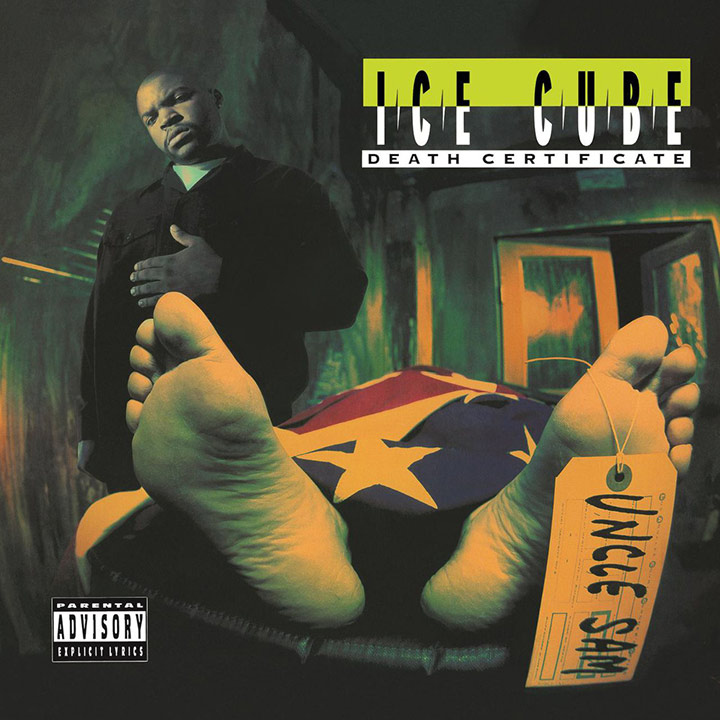 ICE CUBE
DEATH CERTIFICATE
UNCLE SAM
PARENTAL
ADVISORY
EXPLICIT LYRICS